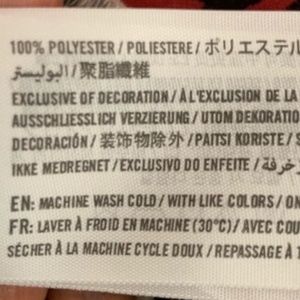 100% POLYESTER / POLIESTERE / ポリエステル
البوليستر / 聚脂纖維
EXCLUSIVE OF DECORATION / À L'EXCLUSION DE LA
AUSSCHLIESSLICH VERZIERUNG / UTOM DEKORATION
DECORACIÓN / 装饰物除外 / PAITSI KORISTE /
IKKE MEDREGNET / EXCLUSIVO DO ENFEITE /
EN: MACHINE WASH COLD / WITH LIKE COLORS / ON
FR: LAVER À FROID EN MACHINE (30°C) / AVEC COU
SÉCHER À LA MACHINE CYCLE DOUX / REPASSAGE À